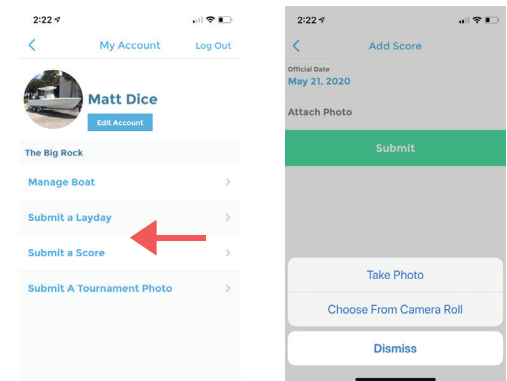 2:22
My Account
Log Out
Matt Dice
Edit Account
The Big Rock
Manage Boat
Submit a Layday
Submit a Score
Submit A Tournament Photo
2:22
Add Score
Official Date
May 21, 2020
Attach Photo
Submit
Take Photo
Choose From Camera Roll
Dismiss